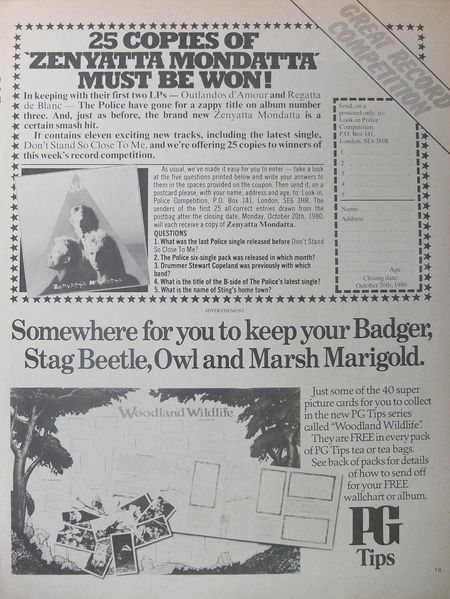 GREAT RECORD
COMPETITION
25 COPIES OF
'ZENYATTA MONDATTA'
MUST BE WON!
In keeping with their first two LPs — Outlandos d'Amour and Regatta
de Blanc — The Police have gone for a zappy title on album number
three. And, just as before, the brand new Zenyatta Mondatta is a
certain smash hit.
It contains eleven exciting new tracks, including the latest single,
Don't Stand So Close To Me, and we're offering 25 copies to winners of
this week's record competition.
As usual, we've made it easy for you to enter — take a
look at the five questions printed below and write your answers to
them in the spaces provided on the coupon. Then send it, on a
postcard please, with your name, address and age, to: Look-in,
Police Competition, P.O. Box 141, London, SE6 3HR. The
senders of the first 25 all-correct entries drawn from the
postbag after the closing date, Monday, October 20th, 1980,
will each receive a copy of Zenyatta Mondatta.
QUESTIONS
1. What was the last Police single released before Don't Stand
So Close To Me?
2. The Police six-single pack was released in which month?
3. Drummer Stewart Copeland was previously with which
band?
4. What is the title of the B-side of The Police's latest single?
5. What is the name of Sting's home town?
ZENYATTA MONDATTA
Send, on a
postcard only, to:
Look-in Police
Competition,
P.O. Box 141,
London, SE6 3HR
1
2
3
4
5
Name
Address
Age
Closing date:
October 20th, 1980
ADVERTISEMENT
Somewhere for you to keep your Badger,
Stag Beetle, Owl and Marsh Marigold.
Woodland Wildlife
Just some of the 40 super
picture cards for you to collect
in the new PG Tips series
called "Woodland Wildlife".
They are FREE in every pack
of PG Tips tea or tea bags.
See back of packs for details
of how to send off
for your FREE
wallchart or album.
PG
Tips
19